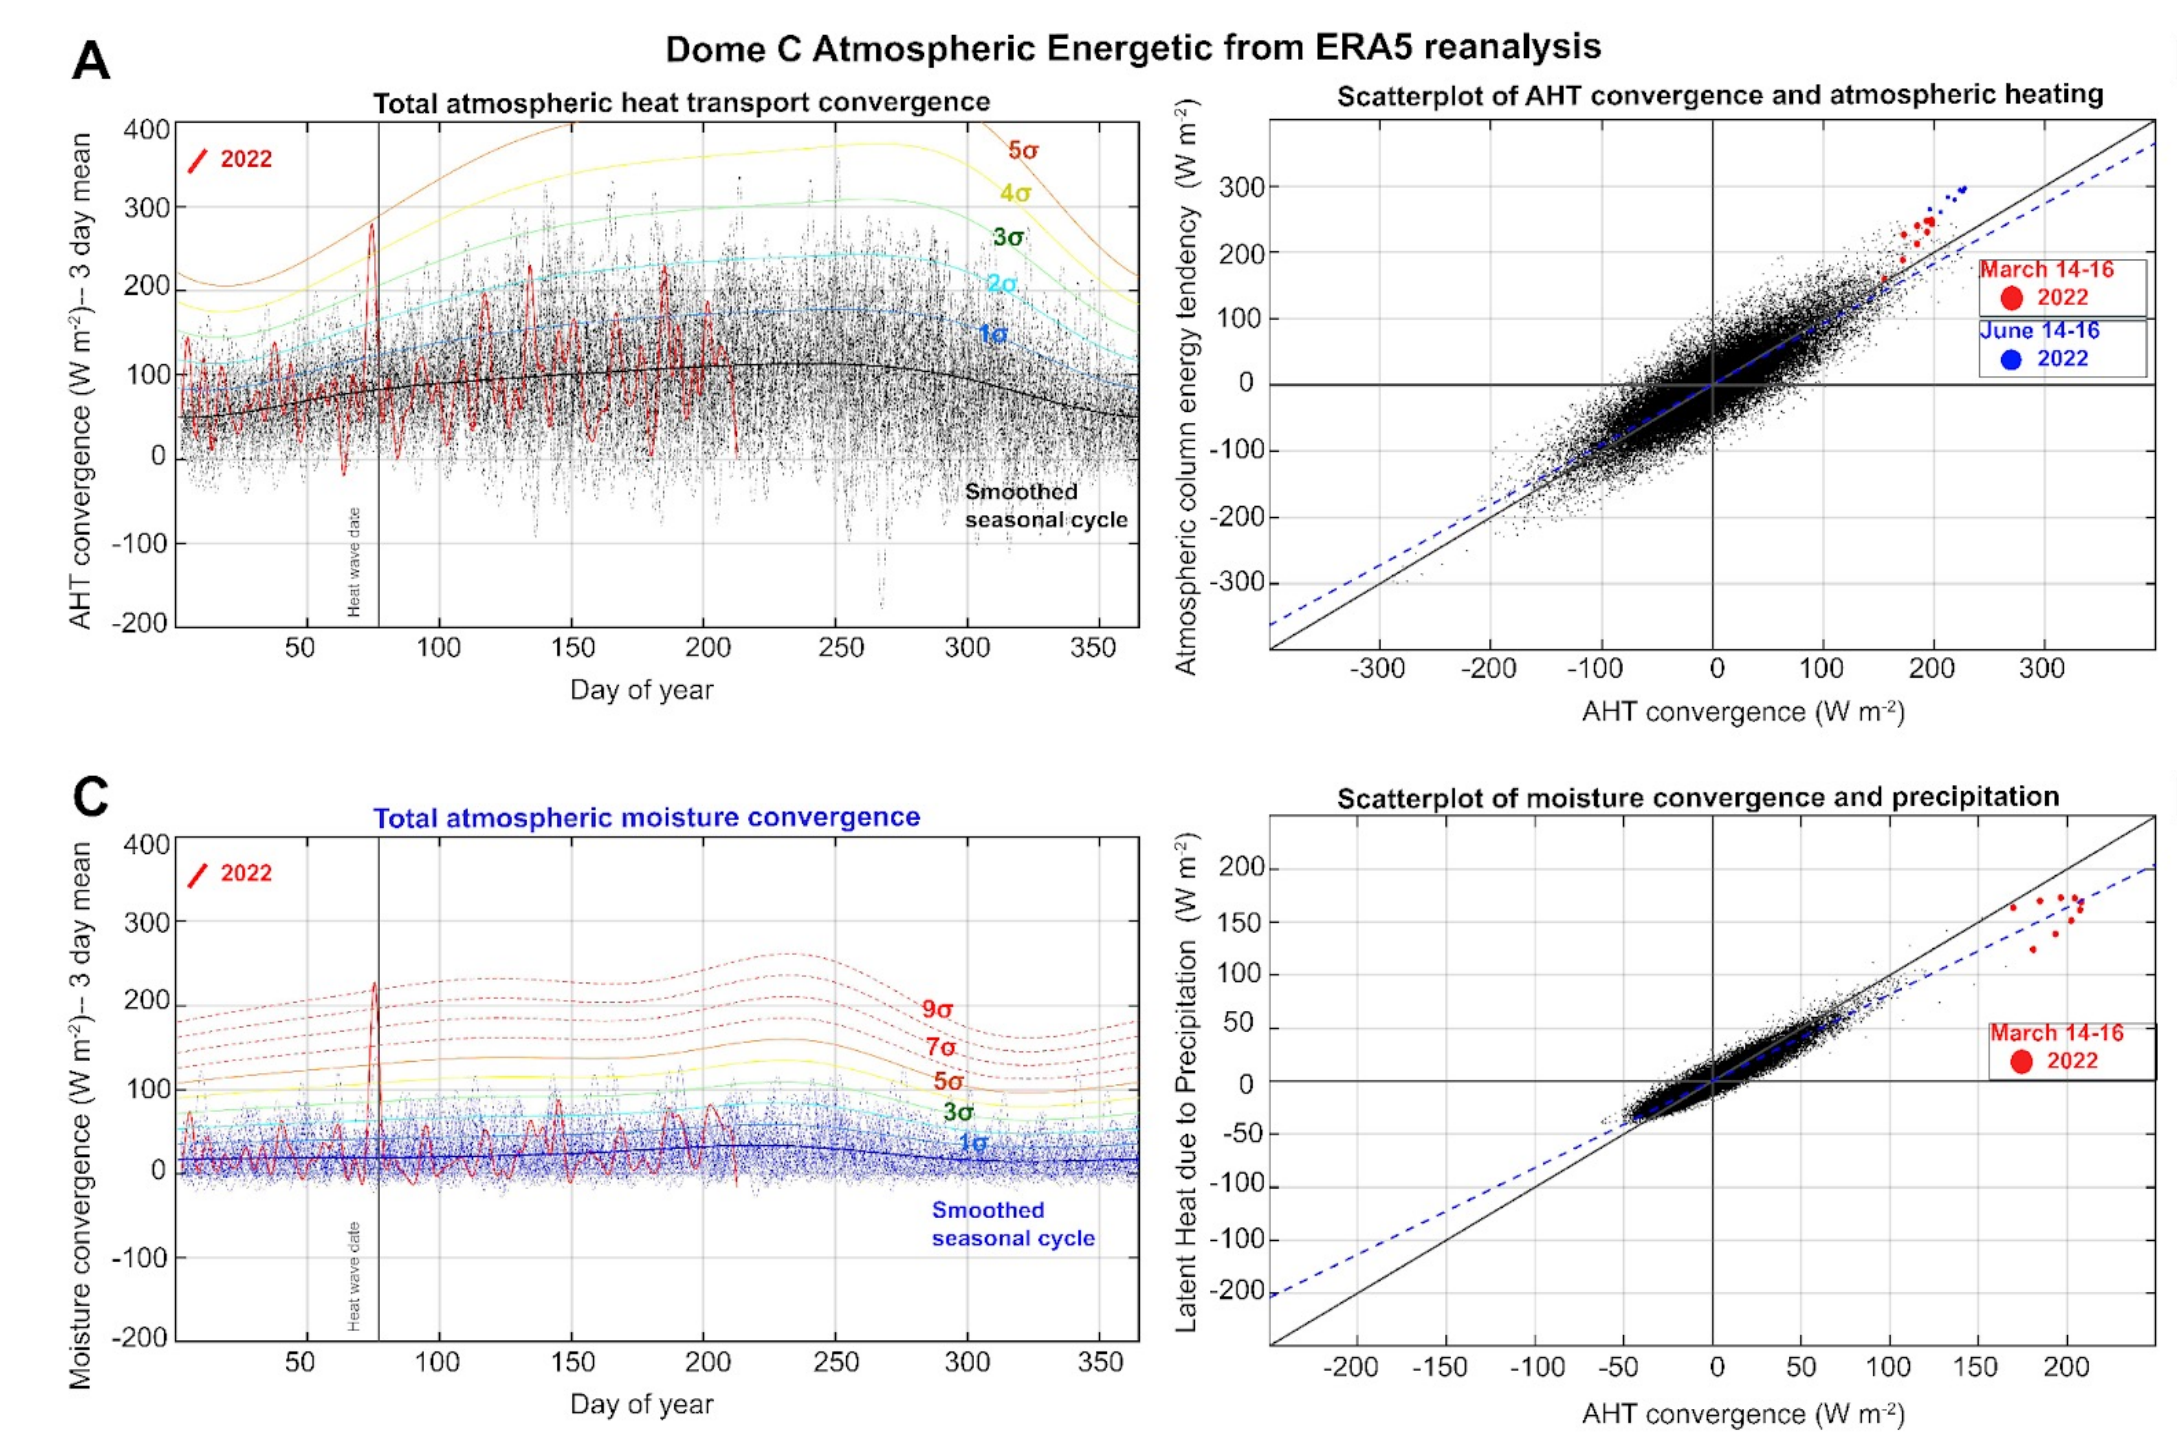 Dome C Atmospheric Energetic from ERA5 reanalysis
A
Total atmospheric heat transport convergence
AHT convergence (W m⁻²)-- 3 day mean
400
300
200
100
0
-100
-200
2022
5σ
4σ
3σ
2σ
1σ
Smoothed
seasonal cycle
Heat wave date
50 100 150 200 250 300 350
Day of year
Scatterplot of AHT convergence and atmospheric heating
Atmospheric column energy tendency (W m⁻²)
300
200
100
0
-100
-200
-300
March 14-16
2022
June 14-16
2022
-300 -200 -100 0 100 200 300
AHT convergence (W m⁻²)
C
Total atmospheric moisture convergence
Moisture convergence (W m⁻²)-- 3 day mean
400
300
200
100
0
-100
-200
2022
9σ
7σ
5σ
3σ
1σ
Smoothed
seasonal cycle
Heat wave date
50 100 150 200 250 300 350
Day of year
Scatterplot of moisture convergence and precipitation
Latent Heat due to Precipitation (W m⁻²)
200
150
100
50
0
-50
-100
-100
-200
March 14-16
2022
-200 -150 -100 -50 0 50 100 150 200
AHT convergence (W m⁻²)